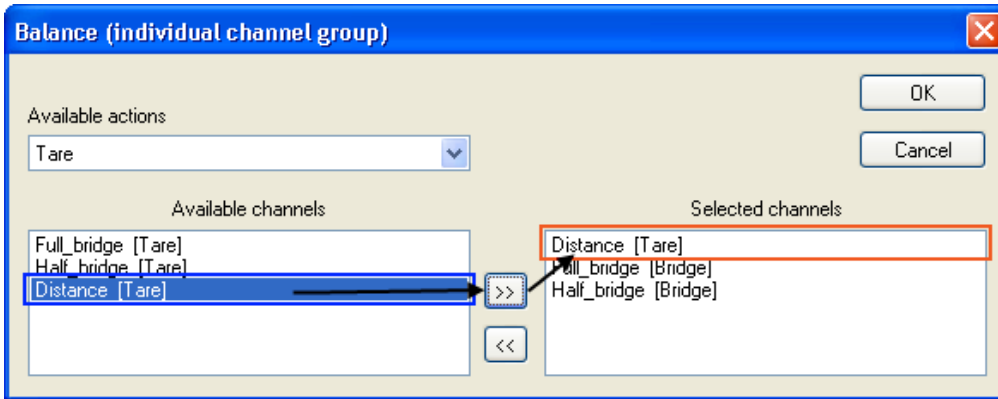 Balance (individual channel group)
OK
Available actions
Tare
Cancel
Available channels
Selected channels
Full_bridge [Tare]
Half_bridge [Tare]
Distance [Tare]
>>
<<
Distance [Tare]
Full_bridge [Bridge]
Half_bridge [Bridge]